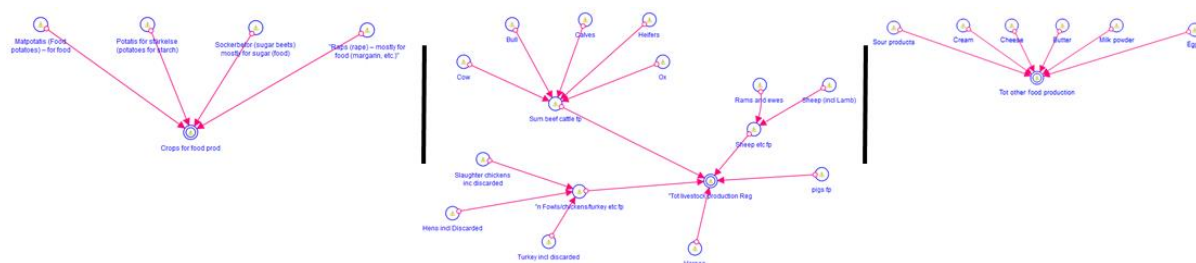 Matpotatis (Food
potatoes) – for food
Potatis for stärkelse
(potatoes for starch)
Sockerbetor (sugar beets)
mostly for sugar (food)
"Raps (rape) – mostly for
food (margarin, etc.)"
Crops for food prod
Bull
Calves
Heifers
Cow
Ox
Sum beef cattle fp
Rams and ewes
Sheep (incl Lamb)
Sheep etc fp
Slaughter chickens
inc discarded
"n Fowls/chickens/turkey etc fp
"Tot livestock production Reg
pigs fp
Hens incl Discarded
Turkey incl discarded
Sour products
Cream
Cheese
Butter
Milk powder
Tot other food production